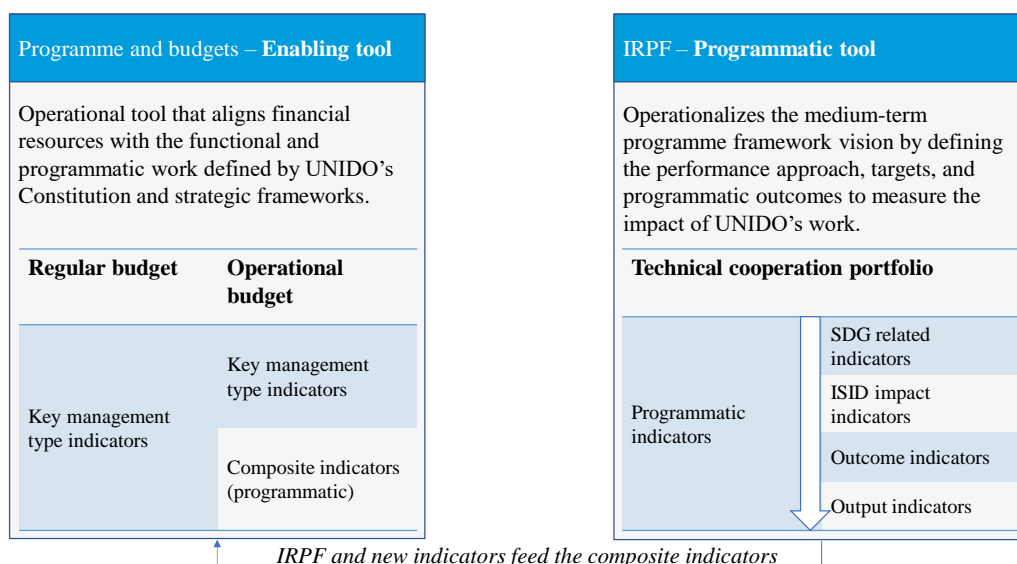 Programme and budgets – Enabling tool
Operational tool that aligns financial
resources with the functional and
programmatic work defined by UNIDO's
Constitution and strategic frameworks.
Regular budget
Operational
budget
Key management
type indicators
Key management
type indicators
Composite indicators
(programmatic)
IRPF – Programmatic tool
Operationalizes the medium-term
programme framework vision by defining
the performance approach, targets, and
programmatic outcomes to measure the
impact of UNIDO's work.
Technical cooperation portfolio
Programmatic
indicators
SDG related
indicators
ISID impact
indicators
Outcome indicators
Output indicators
IRPF and new indicators feed the composite indicators